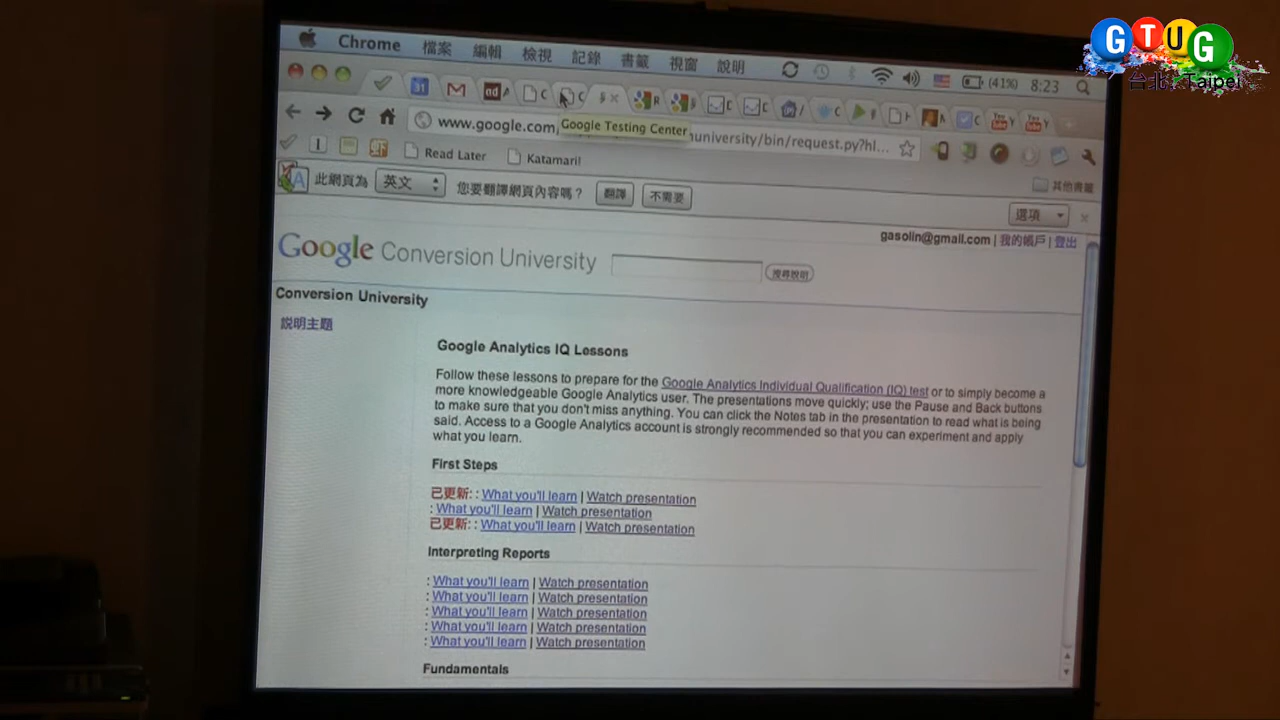 GTUG
台北, Taipei
Chrome 檔案 編輯 檢視 記錄 書籤 視窗 說明 (41%) 8:23
Google Testing Center
www.google.com university/bin/request.py?hl...
Read Later Katamari!
其他書籤
此網頁為 英文 您要翻譯網頁內容嗎？ 翻譯 不需要 選項
gasolin@gmail.com | 我的帳戶 | 登出
Google Conversion University 搜尋說明
Conversion University
說明主題
Google Analytics IQ Lessons
Follow these lessons to prepare for the Google Analytics Individual Qualification (IQ) test or to simply become a
more knowledgeable Google Analytics user. The presentations move quickly; use the Pause and Back buttons
to make sure that you don't miss anything. You can click the Notes tab in the presentation to read what is being
said. Access to a Google Analytics account is strongly recommended so that you can experiment and apply
what you learn.
First Steps
已更新: : What you'll learn | Watch presentation
: What you'll learn | Watch presentation
已更新: : What you'll learn | Watch presentation
Interpreting Reports
: What you'll learn | Watch presentation
: What you'll learn | Watch presentation
: What you'll learn | Watch presentation
: What you'll learn | Watch presentation
: What you'll learn | Watch presentation
Fundamentals